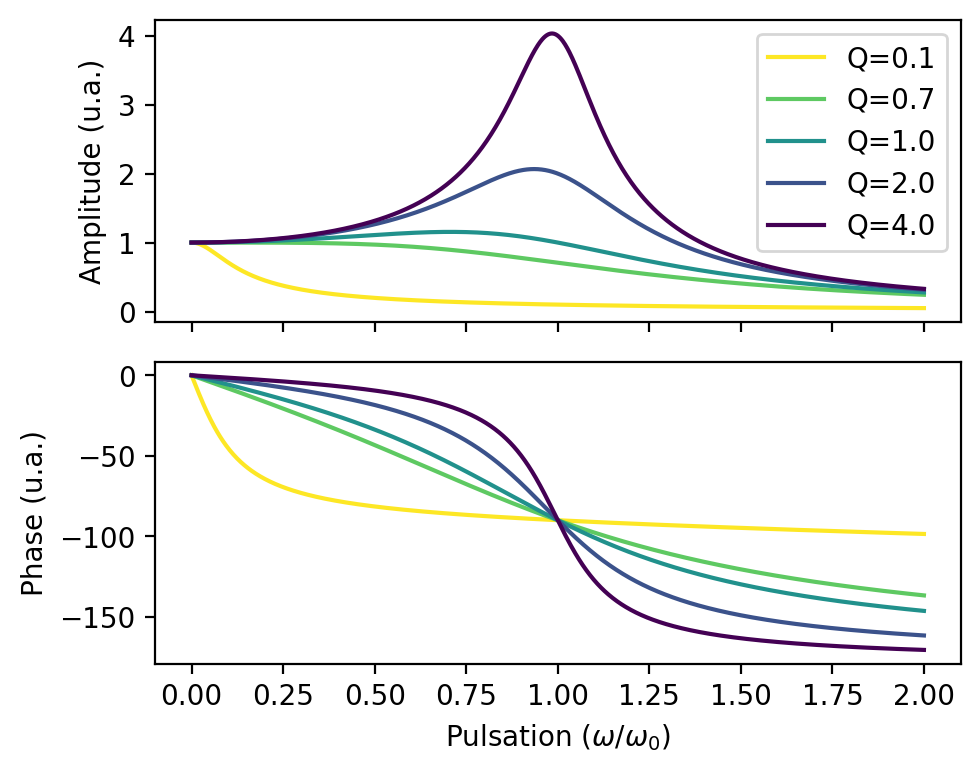 Amplitude (u.a.)
4
3
2
1
0
Q=0.1
Q=0.7
Q=1.0
Q=2.0
Q=4.0
Phase (u.a.)
0
−50
−100
−150
0.00 0.25 0.50 0.75 1.00 1.25 1.50 1.75 2.00
Pulsation (ω/ω₀)